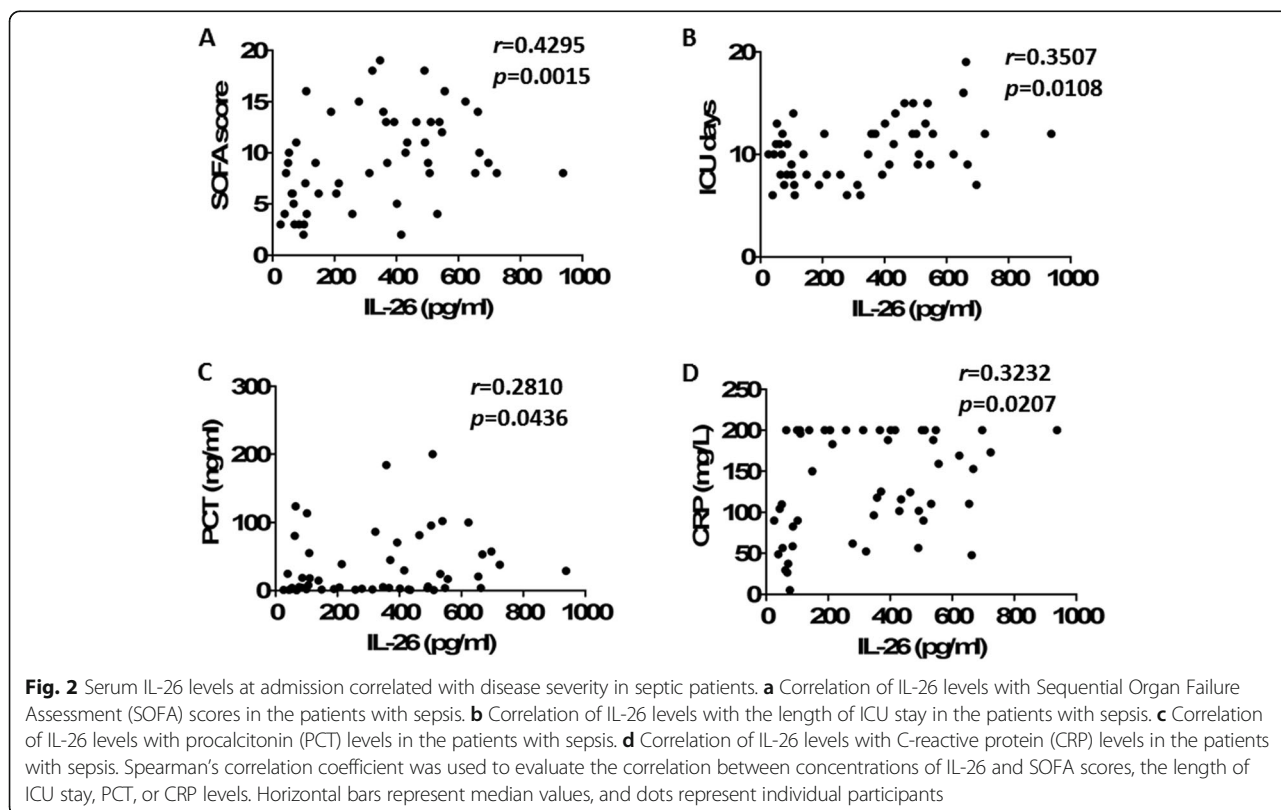 A
r=0.4295
p=0.0015
20
15
10
5
0
SOFA score
0 200 400 600 800 1000
IL-26 (pg/ml)
B
r=0.3507
p=0.0108
20
10
0
ICU days
0 200 400 600 800 1000
IL-26 (pg/ml)
C
r=0.2810
p=0.0436
300
200
100
0
PCT (ng/ml)
0 200 400 600 800 1000
IL-26 (pg/ml)
D
r=0.3232
p=0.0207
250
200
150
100
50
0
CRP (mg/L)
0 200 400 600 800 1000
IL-26 (pg/ml)
Fig. 2 Serum IL-26 levels at admission correlated with disease severity in septic patients. a Correlation of IL-26 levels with Sequential Organ Failure
Assessment (SOFA) scores in the patients with sepsis. b Correlation of IL-26 levels with the length of ICU stay in the patients with sepsis. c Correlation
of IL-26 levels with procalcitonin (PCT) levels in the patients with sepsis. d Correlation of IL-26 levels with C-reactive protein (CRP) levels in the patients
with sepsis. Spearman's correlation coefficient was used to evaluate the correlation between concentrations of IL-26 and SOFA scores, the length of
ICU stay, PCT, or CRP levels. Horizontal bars represent median values, and dots represent individual participants